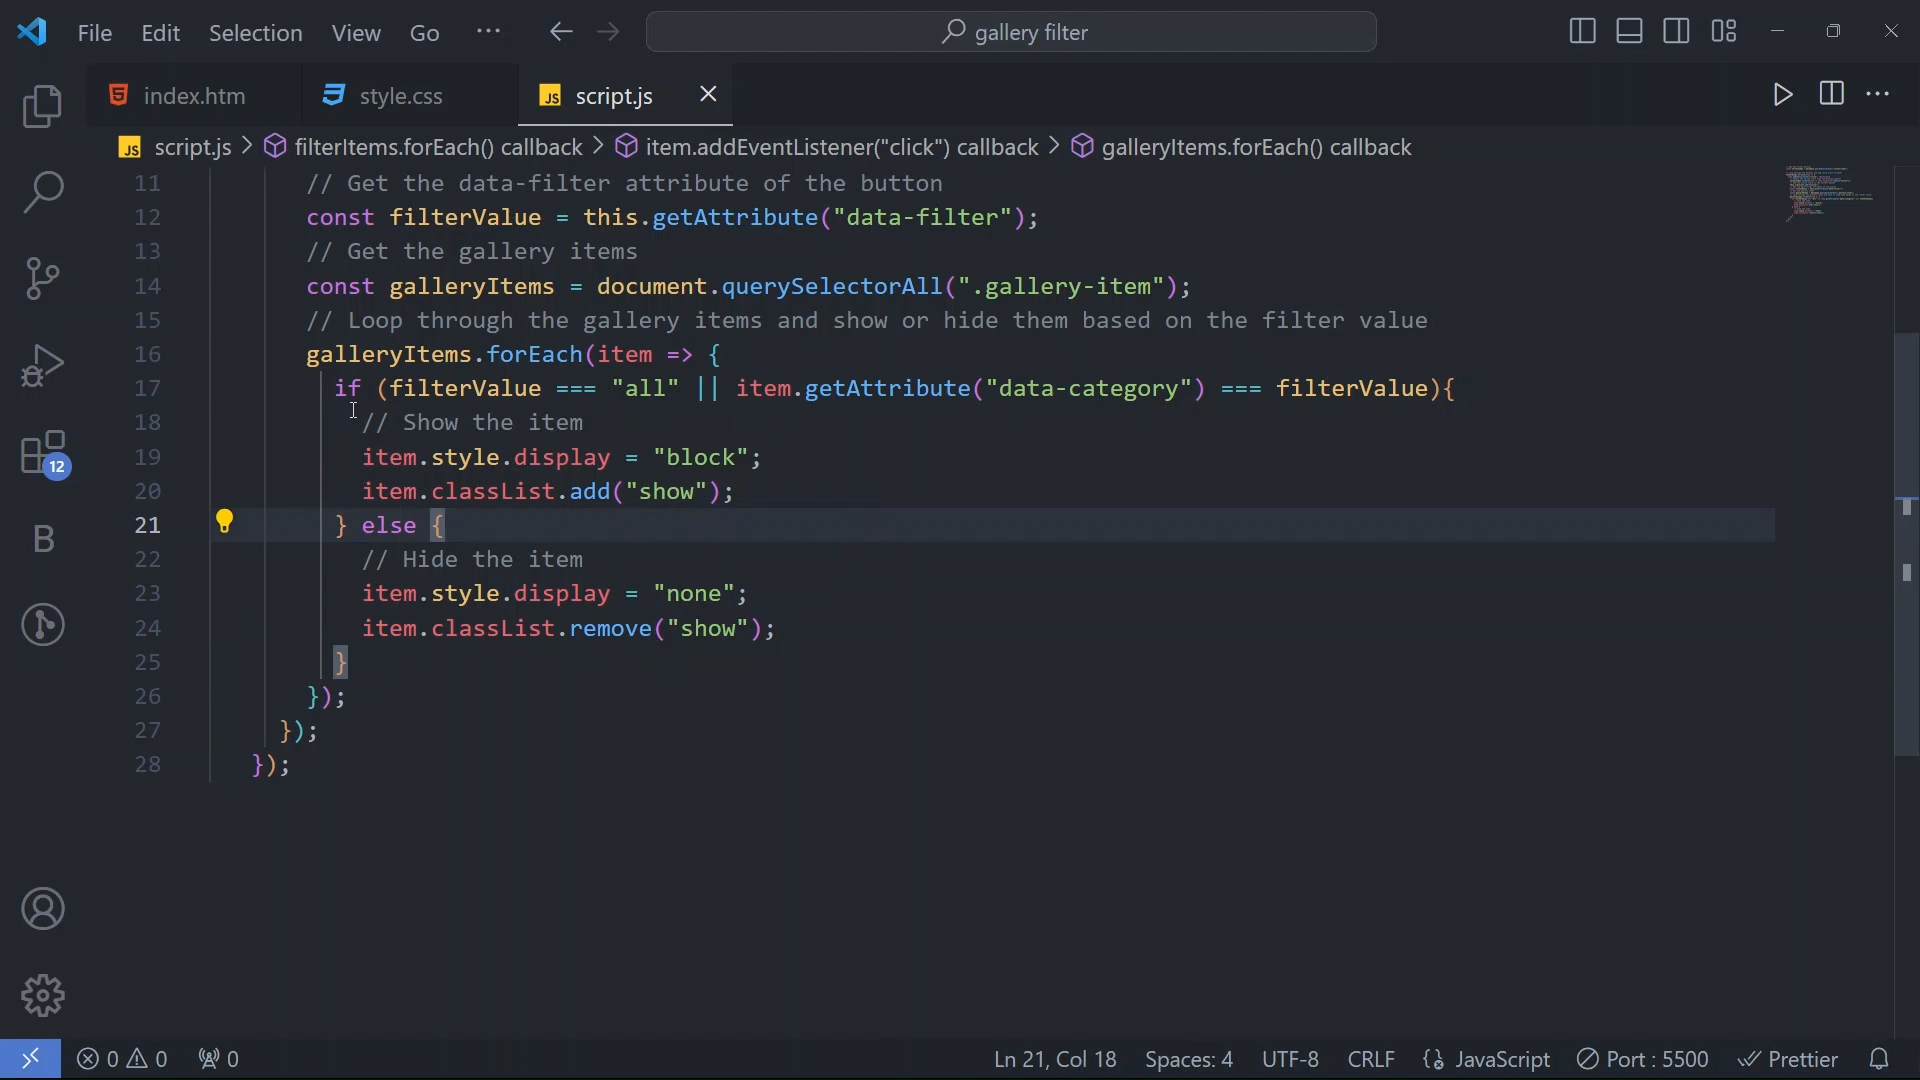 File Edit Selection View Go ··· gallery filter
index.htm style.css JS script.js
JS script.js > filterItems.forEach() callback > item.addEventListener("click") callback > galleryItems.forEach() callback
11 // Get the data-filter attribute of the button
12 const filterValue = this.getAttribute("data-filter");
13 // Get the gallery items
14 const galleryItems = document.querySelectorAll(".gallery-item");
15 // Loop through the gallery items and show or hide them based on the filter value
16 galleryItems.forEach(item => {
17 if (filterValue === "all" || item.getAttribute("data-category") === filterValue){
18 // Show the item
19 item.style.display = "block";
20 item.classList.add("show");
21 } else {
22 // Hide the item
23 item.style.display = "none";
24 item.classList.remove("show");
25 }
26 });
27 });
28 });
12
B
0 0 0 Ln 21, Col 18 Spaces: 4 UTF-8 CRLF {} JavaScript Port : 5500 Prettier